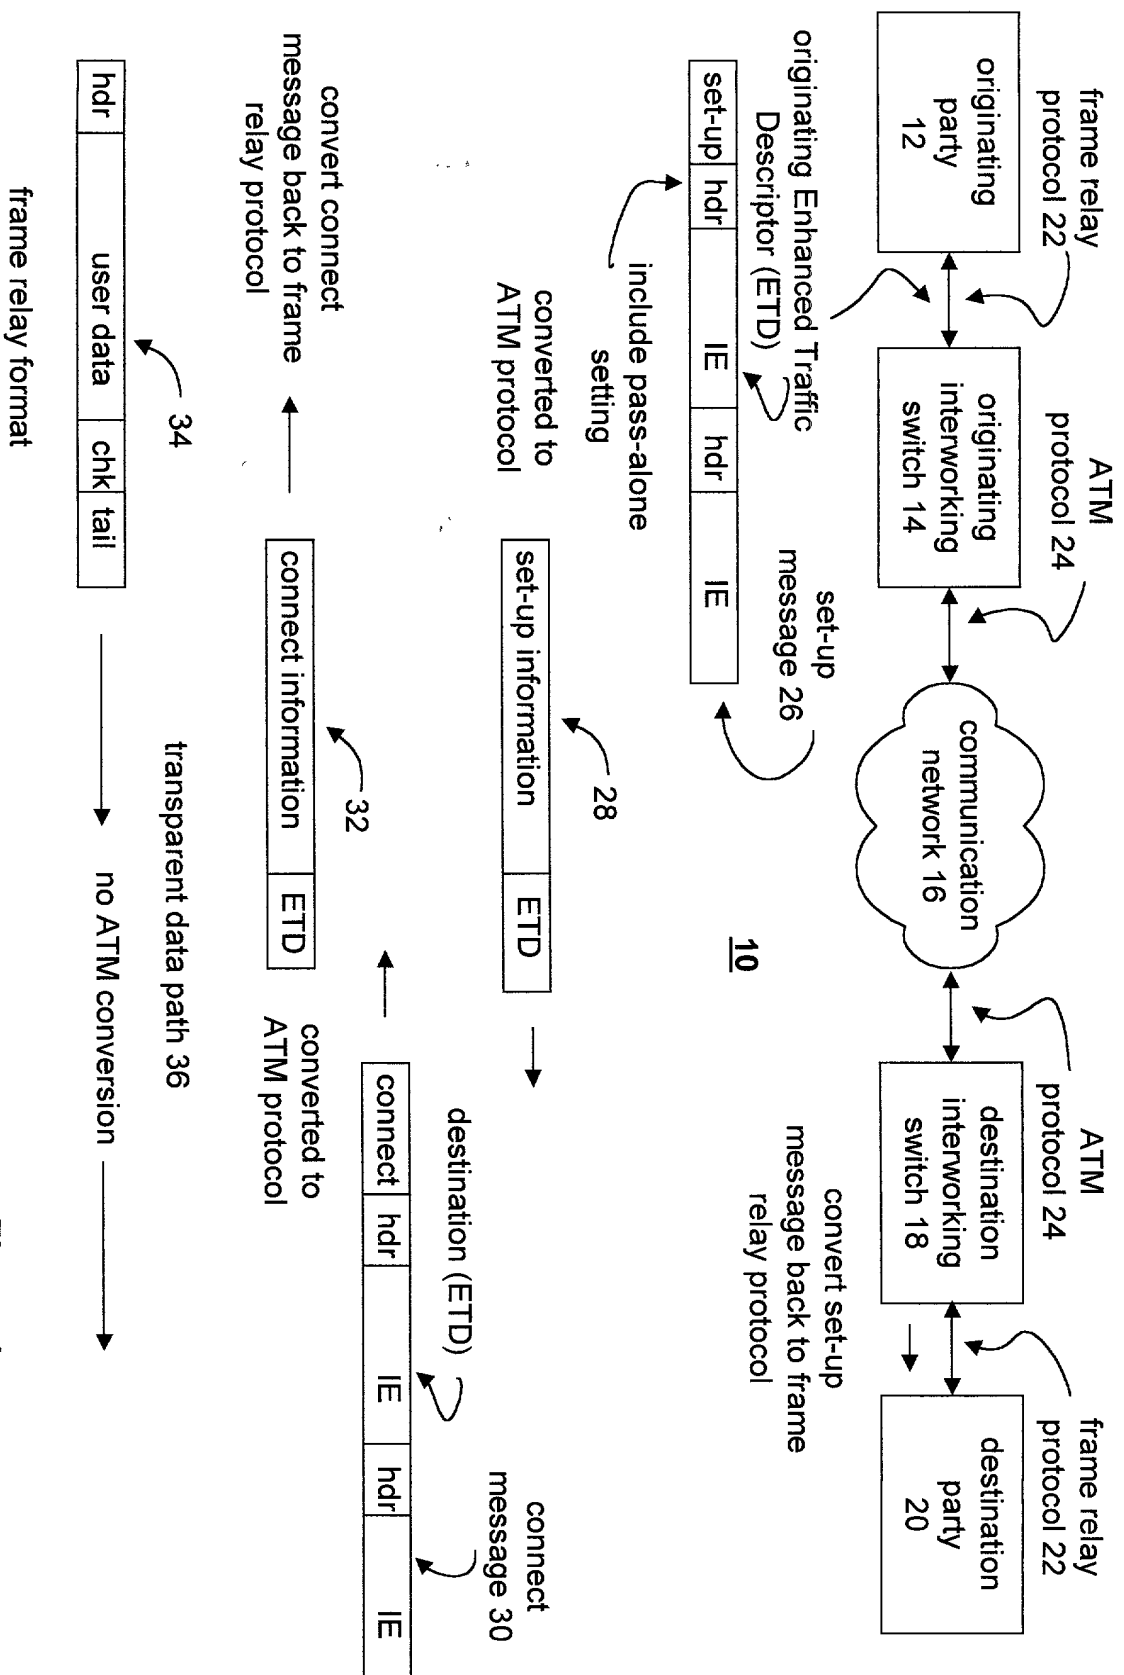 frame relay
protocol 22
ATM
protocol 24
ATM
protocol 24
frame relay
protocol 22
originating
party
12
originating
interworking
switch 14
communication
network 16
destination
interworking
switch 18
destination
party
20
originating Enhanced Traffic
Descriptor (ETD)
set-up
message 26
10
convert set-up
message back to frame
relay protocol
set-up hdr IE hdr IE
include pass-alone
setting
converted to
ATM protocol
28
set-up information ETD
connect
message 30
destination (ETD)
connect hdr IE hdr IE
convert connect
message back to frame
relay protocol
32
connect information ETD
converted to
ATM protocol
34
transparent data path 36
hdr user data chk tail
no ATM conversion
frame relay format